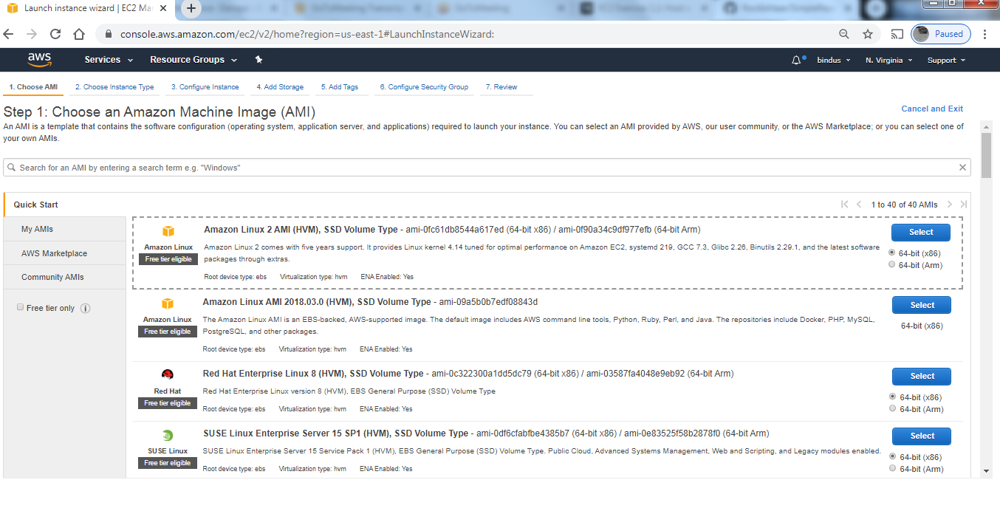 Launch instance wizard | EC2 Ma
console.aws.amazon.com/ec2/v2/home?region=us-east-1#LaunchInstanceWizard:
Paused
aws
Services
Resource Groups
bindus
N. Virginia
Support
1. Choose AMI
2. Choose Instance Type
3. Configure Instance
4. Add Storage
5. Add Tags
6. Configure Security Group
7. Review
Step 1: Choose an Amazon Machine Image (AMI)
Cancel and Exit
An AMI is a template that contains the software configuration (operating system, application server, and applications) required to launch your instance. You can select an AMI provided by AWS, our user community, or the AWS Marketplace; or you can select one of
your own AMIs.
Search for an AMI by entering a search term e.g. "Windows"
Quick Start
1 to 40 of 40 AMIs
My AMIs
AWS Marketplace
Community AMIs
Free tier only
Amazon Linux
Free tier eligible
Amazon Linux 2 AMI (HVM), SSD Volume Type - ami-0fc61db8544a617ed (64-bit x86) / ami-0f90a34c9df977efb (64-bit Arm)
Amazon Linux 2 comes with five years support. It provides Linux kernel 4.14 tuned for optimal performance on Amazon EC2, systemd 219, GCC 7.3, Glibc 2.26, Binutils 2.29.1, and the latest software
packages through extras.
Root device type: ebs Virtualization type: hvm ENA Enabled: Yes
Select
64-bit (x86)
64-bit (Arm)
Amazon Linux
Free tier eligible
Amazon Linux AMI 2018.03.0 (HVM), SSD Volume Type - ami-09a5b0b7edf08843d
The Amazon Linux AMI is an EBS-backed, AWS-supported image. The default image includes AWS command line tools, Python, Ruby, Perl, and Java. The repositories include Docker, PHP, MySQL,
PostgreSQL, and other packages.
Root device type: ebs Virtualization type: hvm ENA Enabled: Yes
Select
64-bit (x86)
Red Hat
Free tier eligible
Red Hat Enterprise Linux 8 (HVM), SSD Volume Type - ami-0c322300a1dd5dc79 (64-bit x86) / ami-03587fa4048e9eb92 (64-bit Arm)
Red Hat Enterprise Linux version 8 (HVM), EBS General Purpose (SSD) Volume Type
Root device type: ebs Virtualization type: hvm ENA Enabled: Yes
Select
64-bit (x86)
64-bit (Arm)
SUSE Linux
Free tier eligible
SUSE Linux Enterprise Server 15 SP1 (HVM), SSD Volume Type - ami-0df6cfabfbe4385b7 (64-bit x86) / ami-0e83525f58b2878f0 (64-bit Arm)
SUSE Linux Enterprise Server 15 Service Pack 1 (HVM), EBS General Purpose (SSD) Volume Type. Public Cloud, Advanced Systems Management, Web and Scripting, and Legacy modules enabled.
Root device type: ebs Virtualization type: hvm ENA Enabled: Yes
Select
64-bit (x86)
64-bit (Arm)